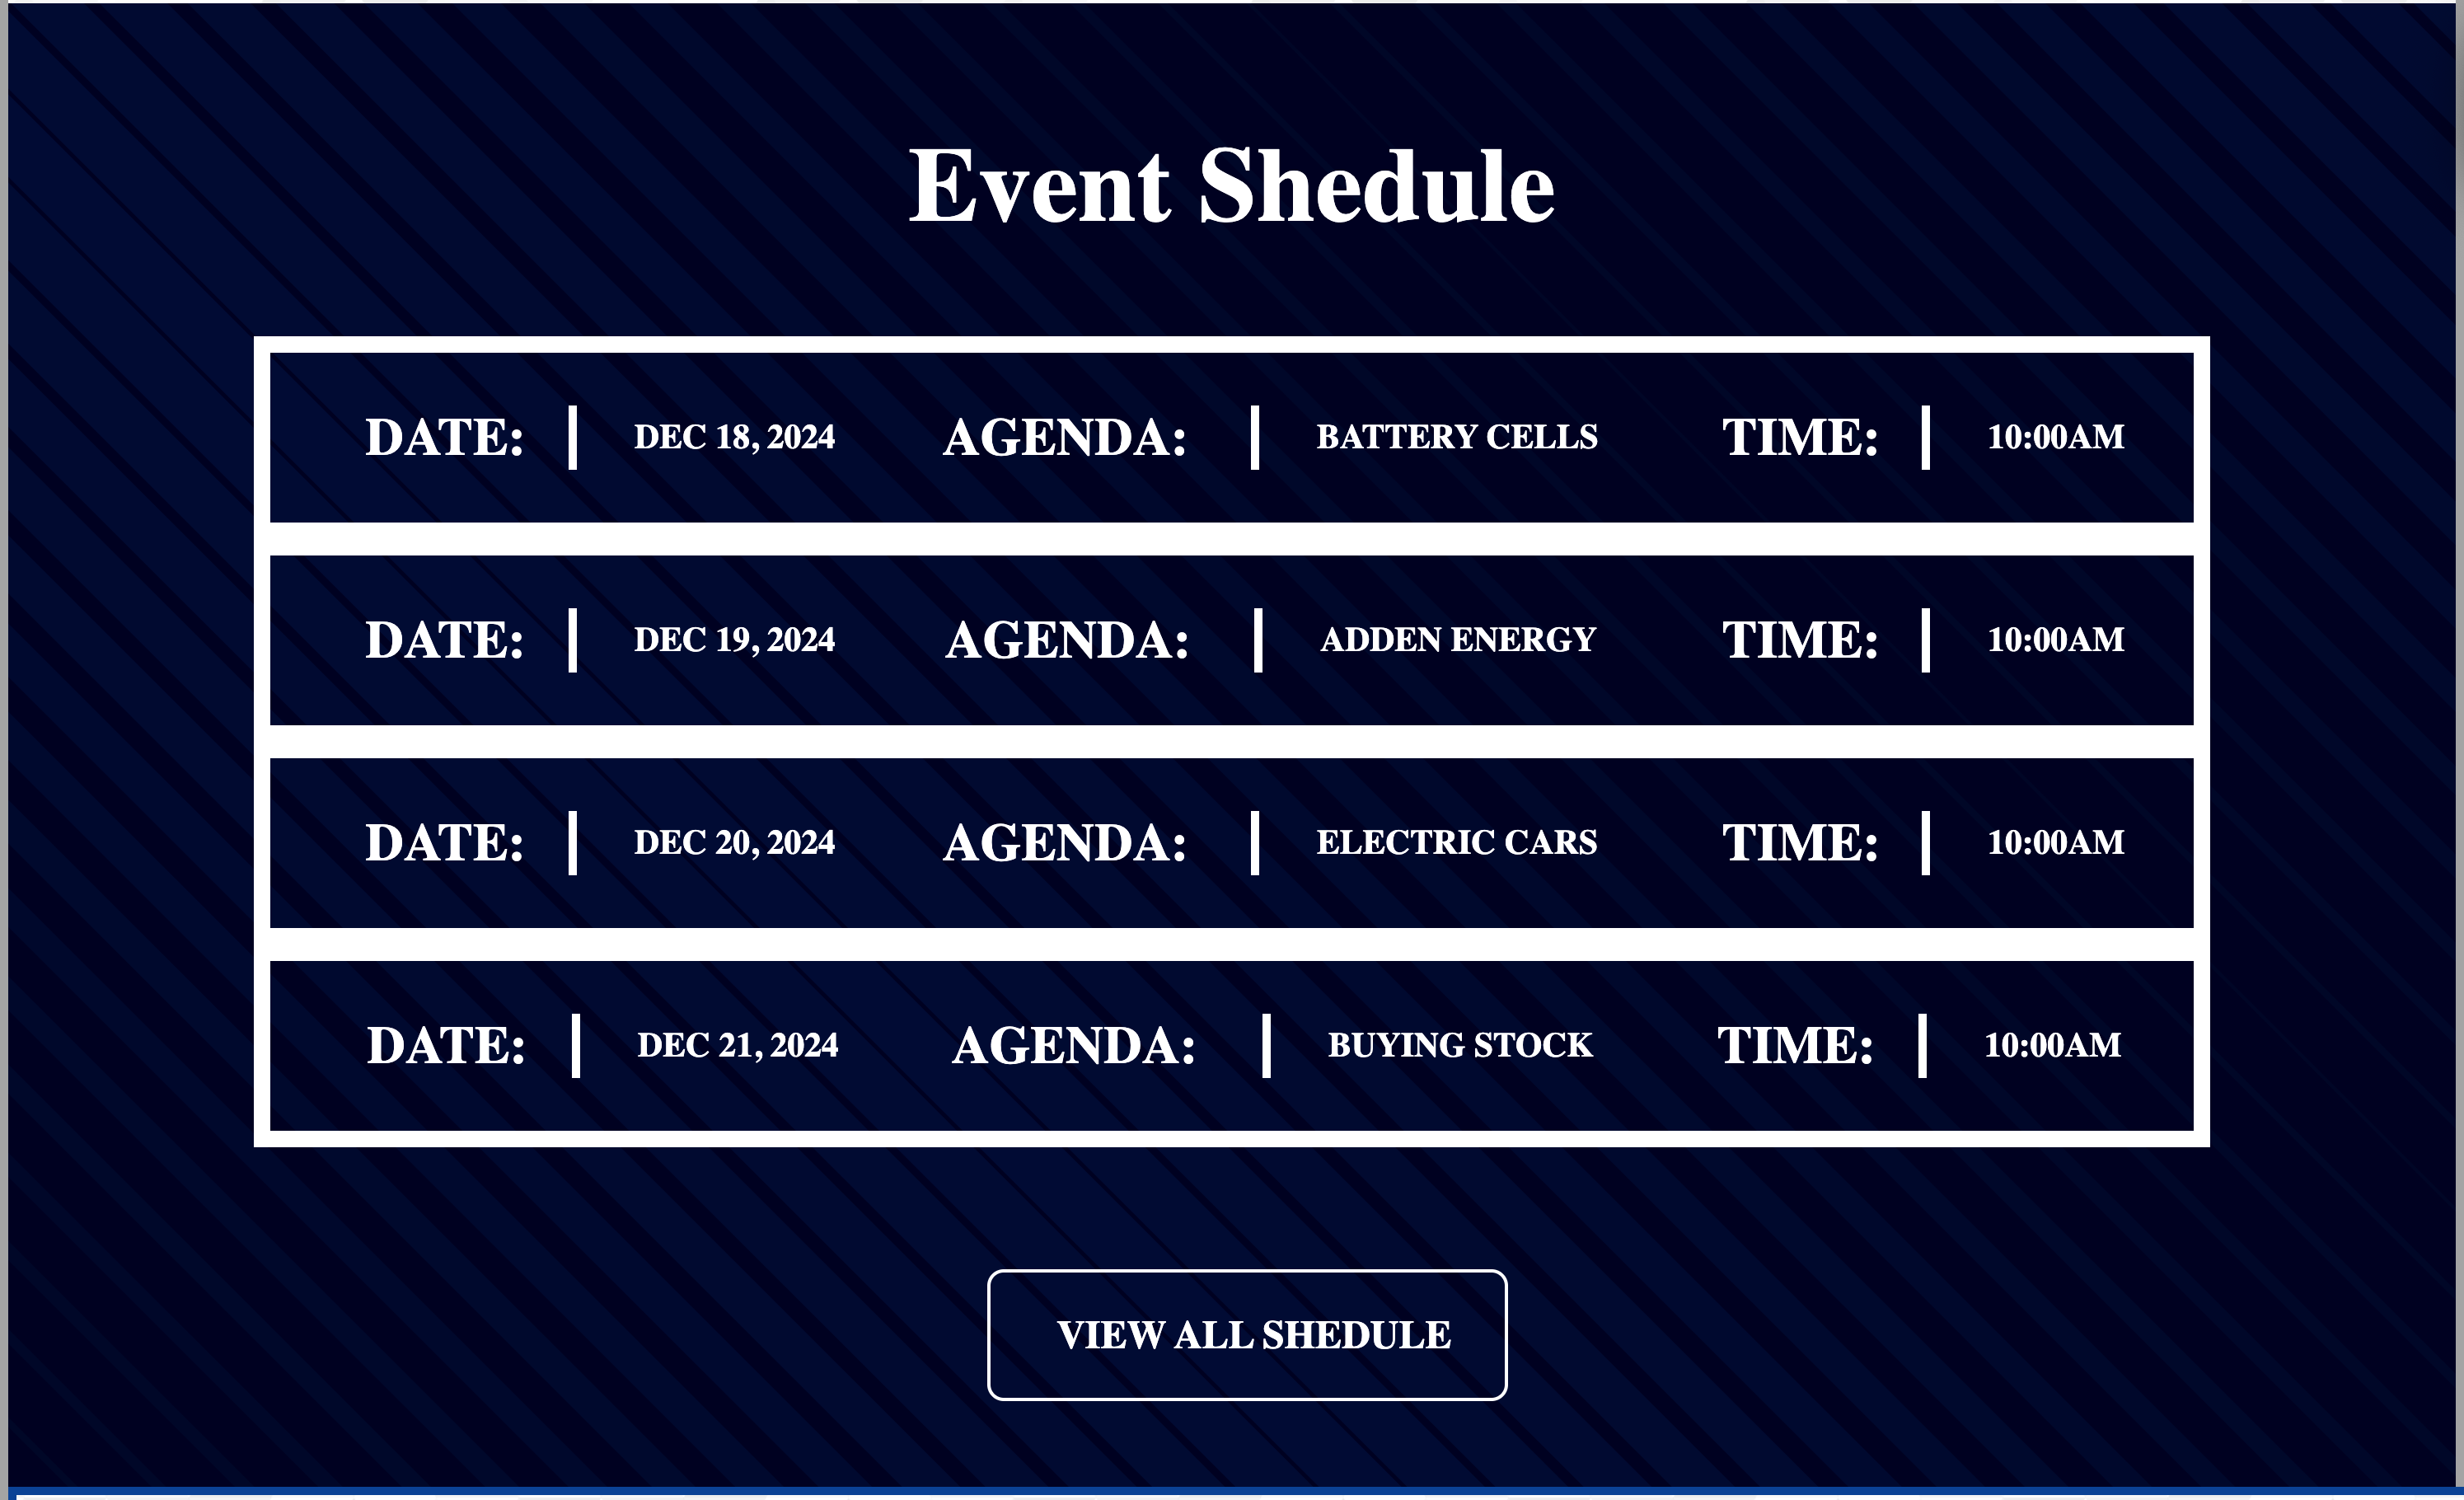 Event Shedule
DATE: DEC 18, 2024 AGENDA: BATTERY CELLS TIME: 10:00AM
DATE: DEC 19, 2024 AGENDA: ADDEN ENERGY TIME: 10:00AM
DATE: DEC 20, 2024 AGENDA: ELECTRIC CARS TIME: 10:00AM
DATE: DEC 21, 2024 AGENDA: BUYING STOCK TIME: 10:00AM
VIEW ALL SHEDULE